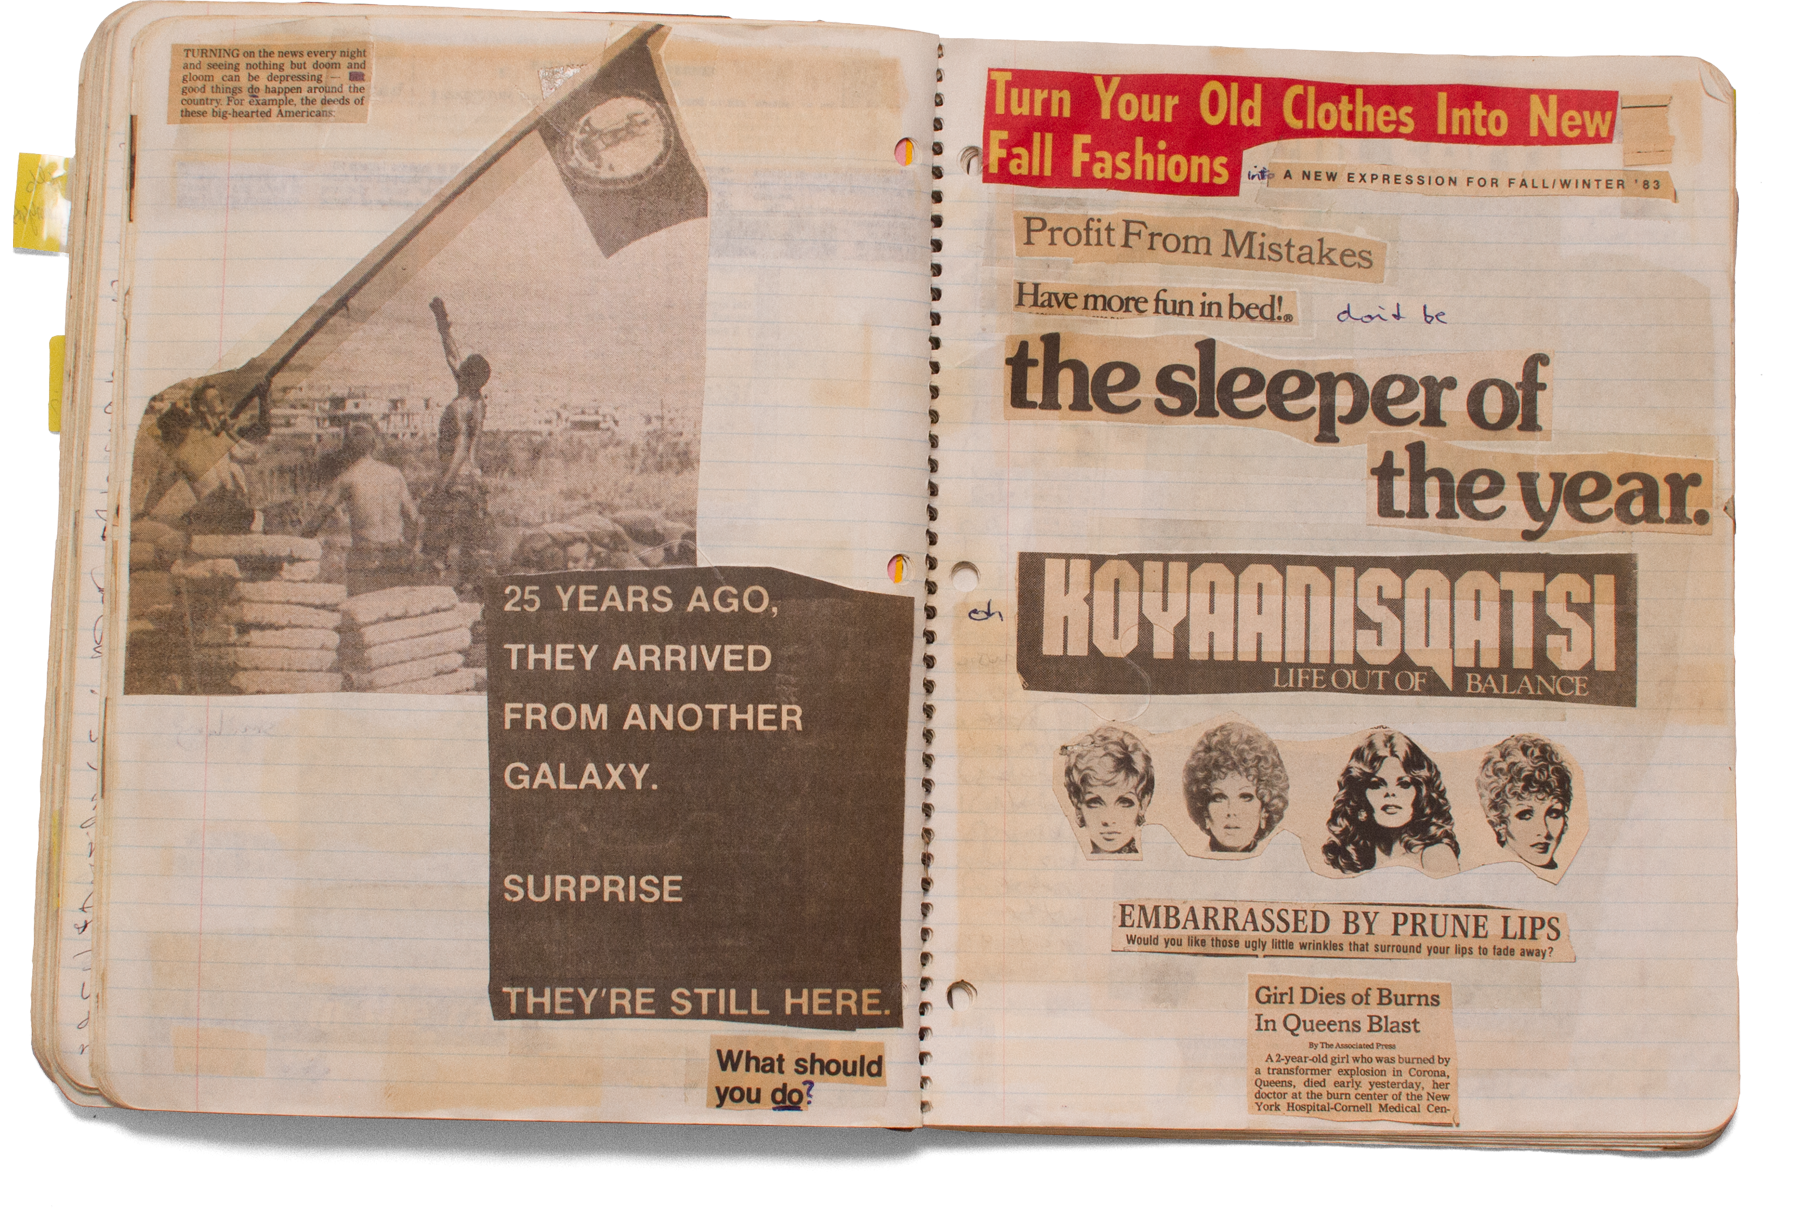 TURNING on the news every night
and seeing nothing but doom and
gloom can be depressing —
good things do happen around the
country. For example, the deeds of
these big-hearted Americans:
25 YEARS AGO,
THEY ARRIVED
FROM ANOTHER
GALAXY.
SURPRISE
THEY'RE STILL HERE.
What should
you do?
Turn Your Old Clothes Into New
Fall Fashions
into A NEW EXPRESSION FOR FALL/WINTER '83
Profit From Mistakes
Have more fun in bed!® don't be
the sleeper of
the year.
KOYAANISQATSI
LIFE OUT OF BALANCE
EMBARRASSED BY PRUNE LIPS
Would you like those ugly little wrinkles that surround your lips to fade away?
Girl Dies of Burns
In Queens Blast
By The Associated Press
A 2-year-old girl who was burned by
a transformer explosion in Corona,
Queens, died early yesterday, her
doctor at the burn center of the New
York Hospital-Cornell Medical Cen-